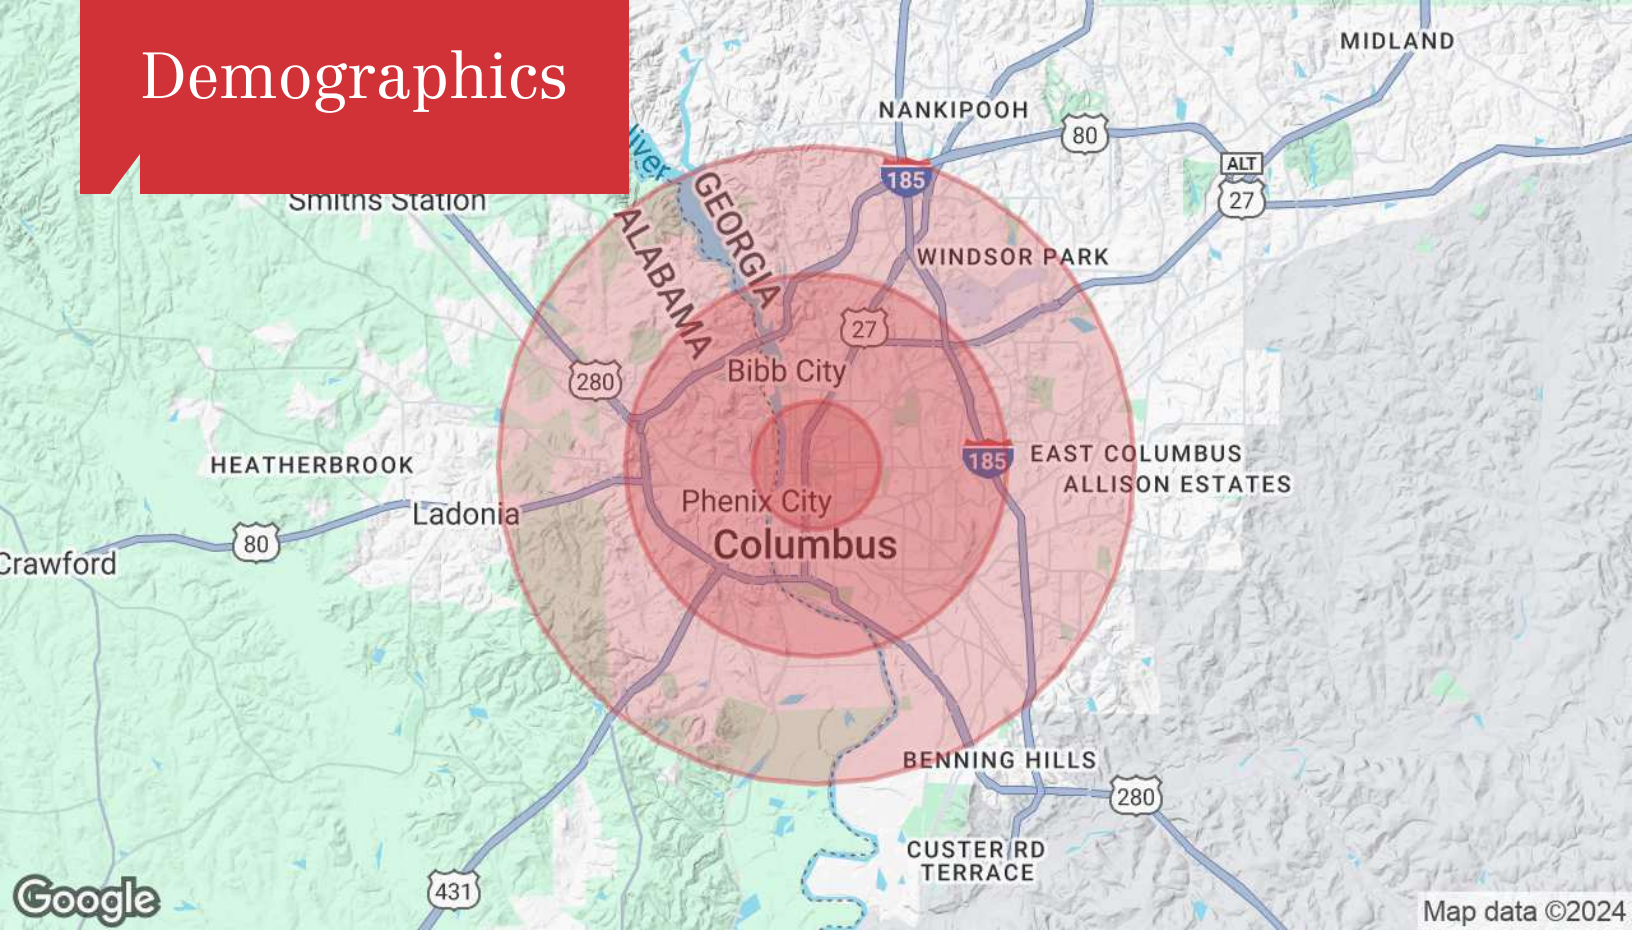 Demographics
MIDLAND
NANKIPOOH
80
ALT
27
185
Smiths Station
GEORGIA
ALABAMA
WINDSOR PARK
27
280
Bibb City
HEATHERBROOK
185
EAST COLUMBUS
ALLISON ESTATES
Phenix City
Ladonia
Columbus
80
Crawford
BENNING HILLS
280
CUSTER RD
TERRACE
431
Google
Map data ©2024